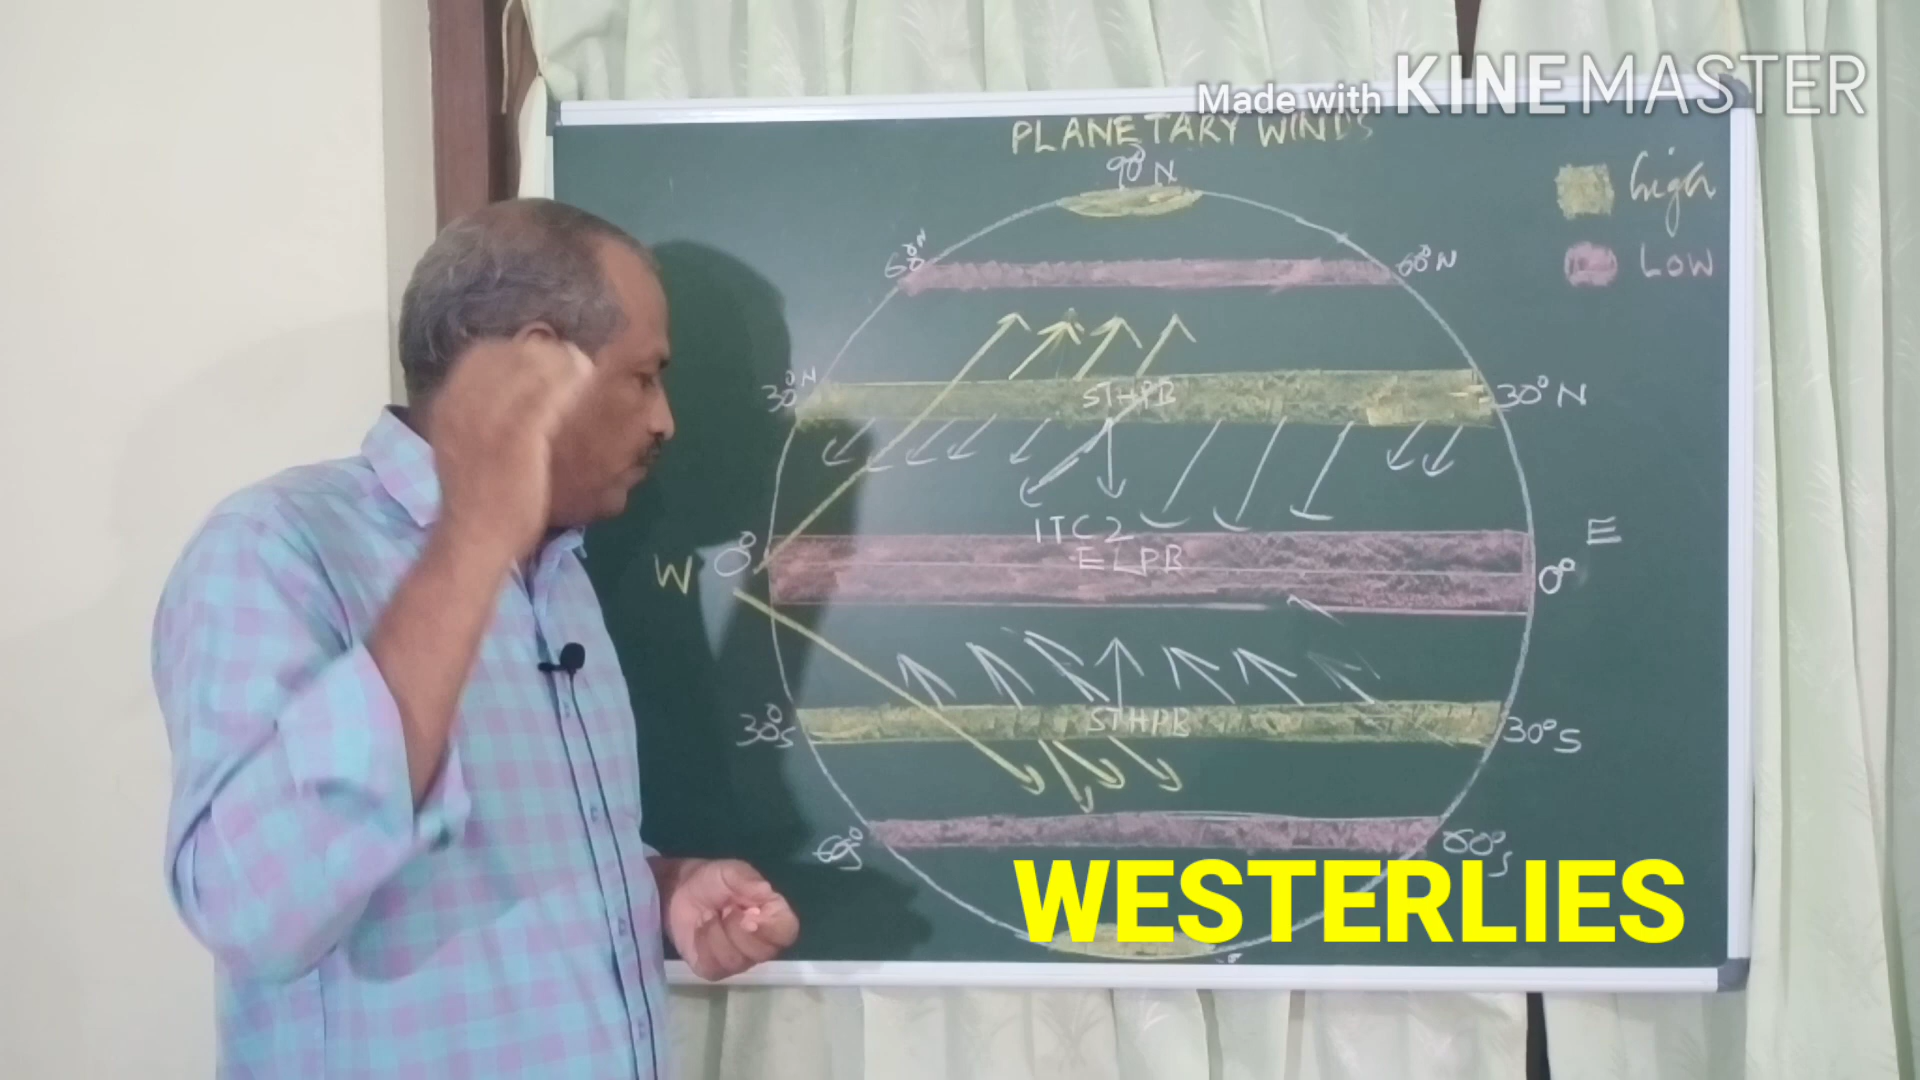 Made with KINEMASTER
PLANETARY WINDS
90° N
high
60° N
60° N
LOW
30° N
STHPB
30° N
ITCZ
E
W
0°
ELPB
0°
30° S
STHPB
30° S
60° S
60° S
WESTERLIES